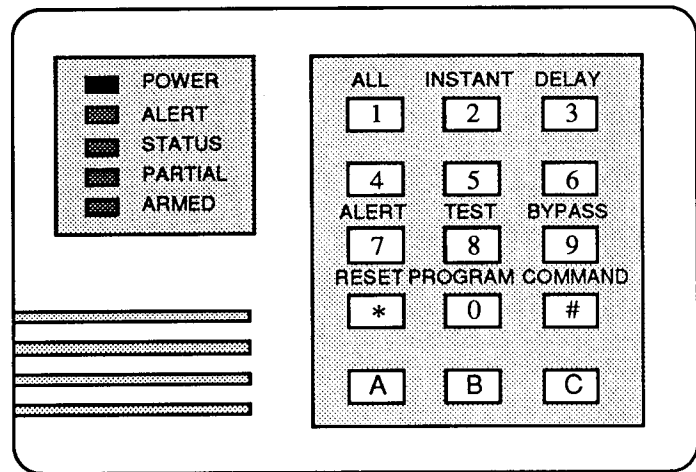 POWER
ALERT
STATUS
PARTIAL
ARMED
ALL INSTANT DELAY
1 2 3
4 5 6
ALERT TEST BYPASS
7 8 9
RESET PROGRAM COMMAND
* 0 #
A B C